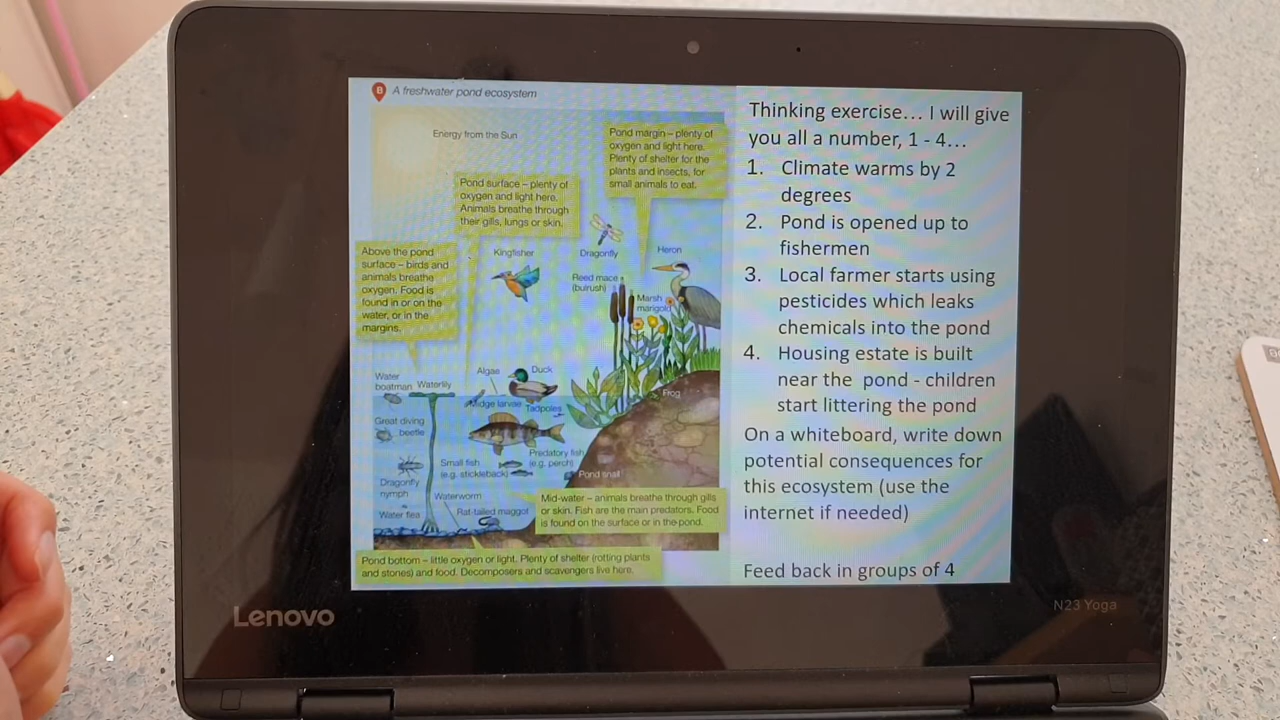 B A freshwater pond ecosystem
Energy from the Sun
Pond margin – plenty of
oxygen and light here.
Plenty of shelter for the
plants and insects, for
small animals to eat.
Pond surface – plenty of
oxygen and light here.
Animals breathe through
their gills, lungs or skin.
Above the pond
surface – birds and
animals breathe
oxygen. Food is
found in or on the
water, or in the
margins.
Kingfisher
Dragonfly
Heron
Reed mace
(bulrush)
Marsh
marigold
Water
boatman
Waterlily
Algae
Duck
Midge larvae
Tadpoles
Frog
Great diving
beetle
Small fish
(e.g. stickleback)
Predatory fish
(e.g. perch)
Pond snail
Dragonfly
nymph
Waterworm
Water flea
Rat-tailed maggot
Mid-water – animals breathe through gills
or skin. Fish are the main predators. Food
is found on the surface or in the pond.
Pond bottom – little oxygen or light. Plenty of shelter (rotting plants
and stones) and food. Decomposers and scavengers live here.
Thinking exercise... I will give
you all a number, 1 - 4...
1. Climate warms by 2
degrees
2. Pond is opened up to
fishermen
3. Local farmer starts using
pesticides which leaks
chemicals into the pond
4. Housing estate is built
near the pond - children
start littering the pond
On a whiteboard, write down
potential consequences for
this ecosystem (use the
internet if needed)
Feed back in groups of 4
Lenovo
N23 Yoga